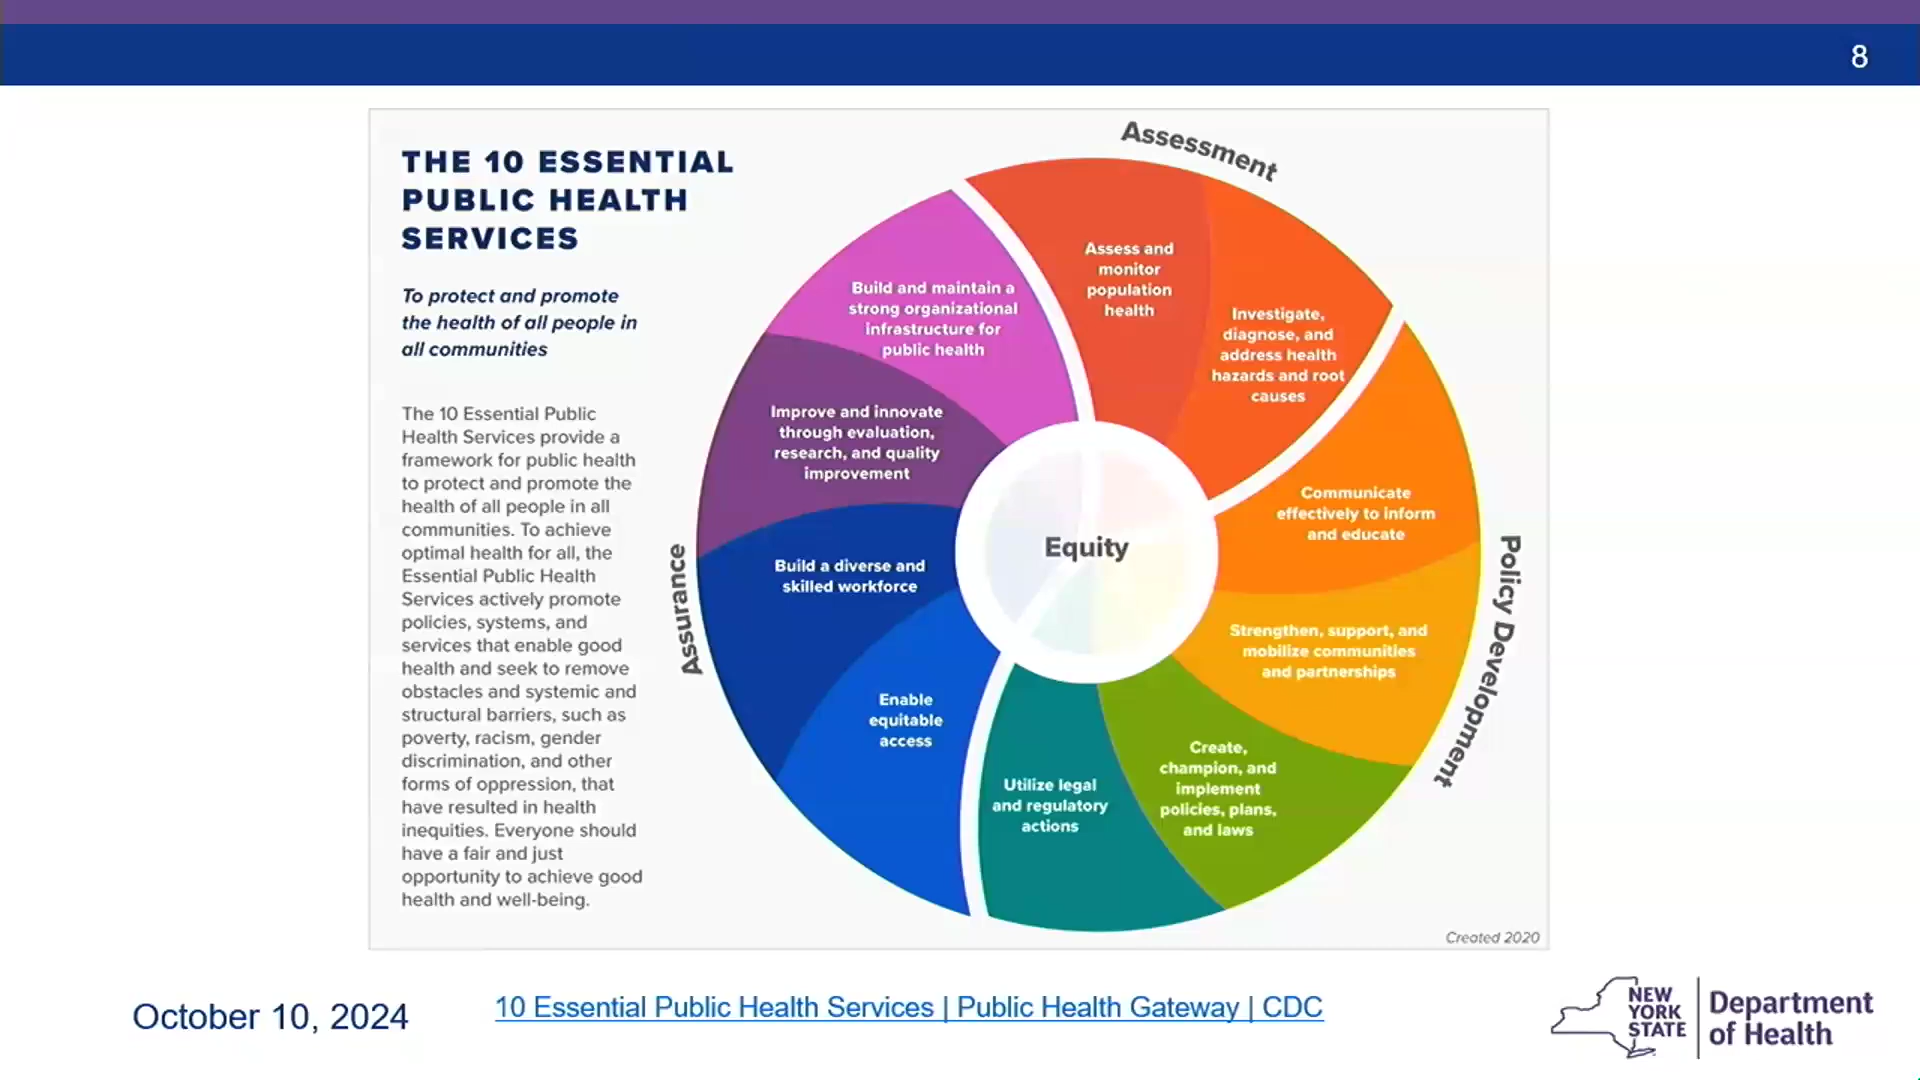 8
THE 10 ESSENTIAL
PUBLIC HEALTH
SERVICES
To protect and promote
the health of all people in
all communities
The 10 Essential Public
Health Services provide a
framework for public health
to protect and promote the
health of all people in all
communities. To achieve
optimal health for all, the
Essential Public Health
Services actively promote
policies, systems, and
services that enable good
health and seek to remove
obstacles and systemic and
structural barriers, such as
poverty, racism, gender
discrimination, and other
forms of oppression, that
have resulted in health
inequities. Everyone should
have a fair and just
opportunity to achieve good
health and well-being.
Assessment
Assess and
monitor
population
health
Investigate,
diagnose, and
address health
hazards and root
causes
Policy Development
Communicate
effectively to inform
and educate
Strengthen, support, and
mobilize communities
and partnerships
Create,
champion, and
implement
policies, plans,
and laws
Utilize legal
and regulatory
actions
Assurance
Enable
equitable
access
Build a diverse and
skilled workforce
Improve and innovate
through evaluation,
research, and quality
improvement
Build and maintain a
strong organizational
infrastructure for
public health
Equity
Created 2020
October 10, 2024
10 Essential Public Health Services | Public Health Gateway | CDC
NEW
YORK
STATE
Department
of Health